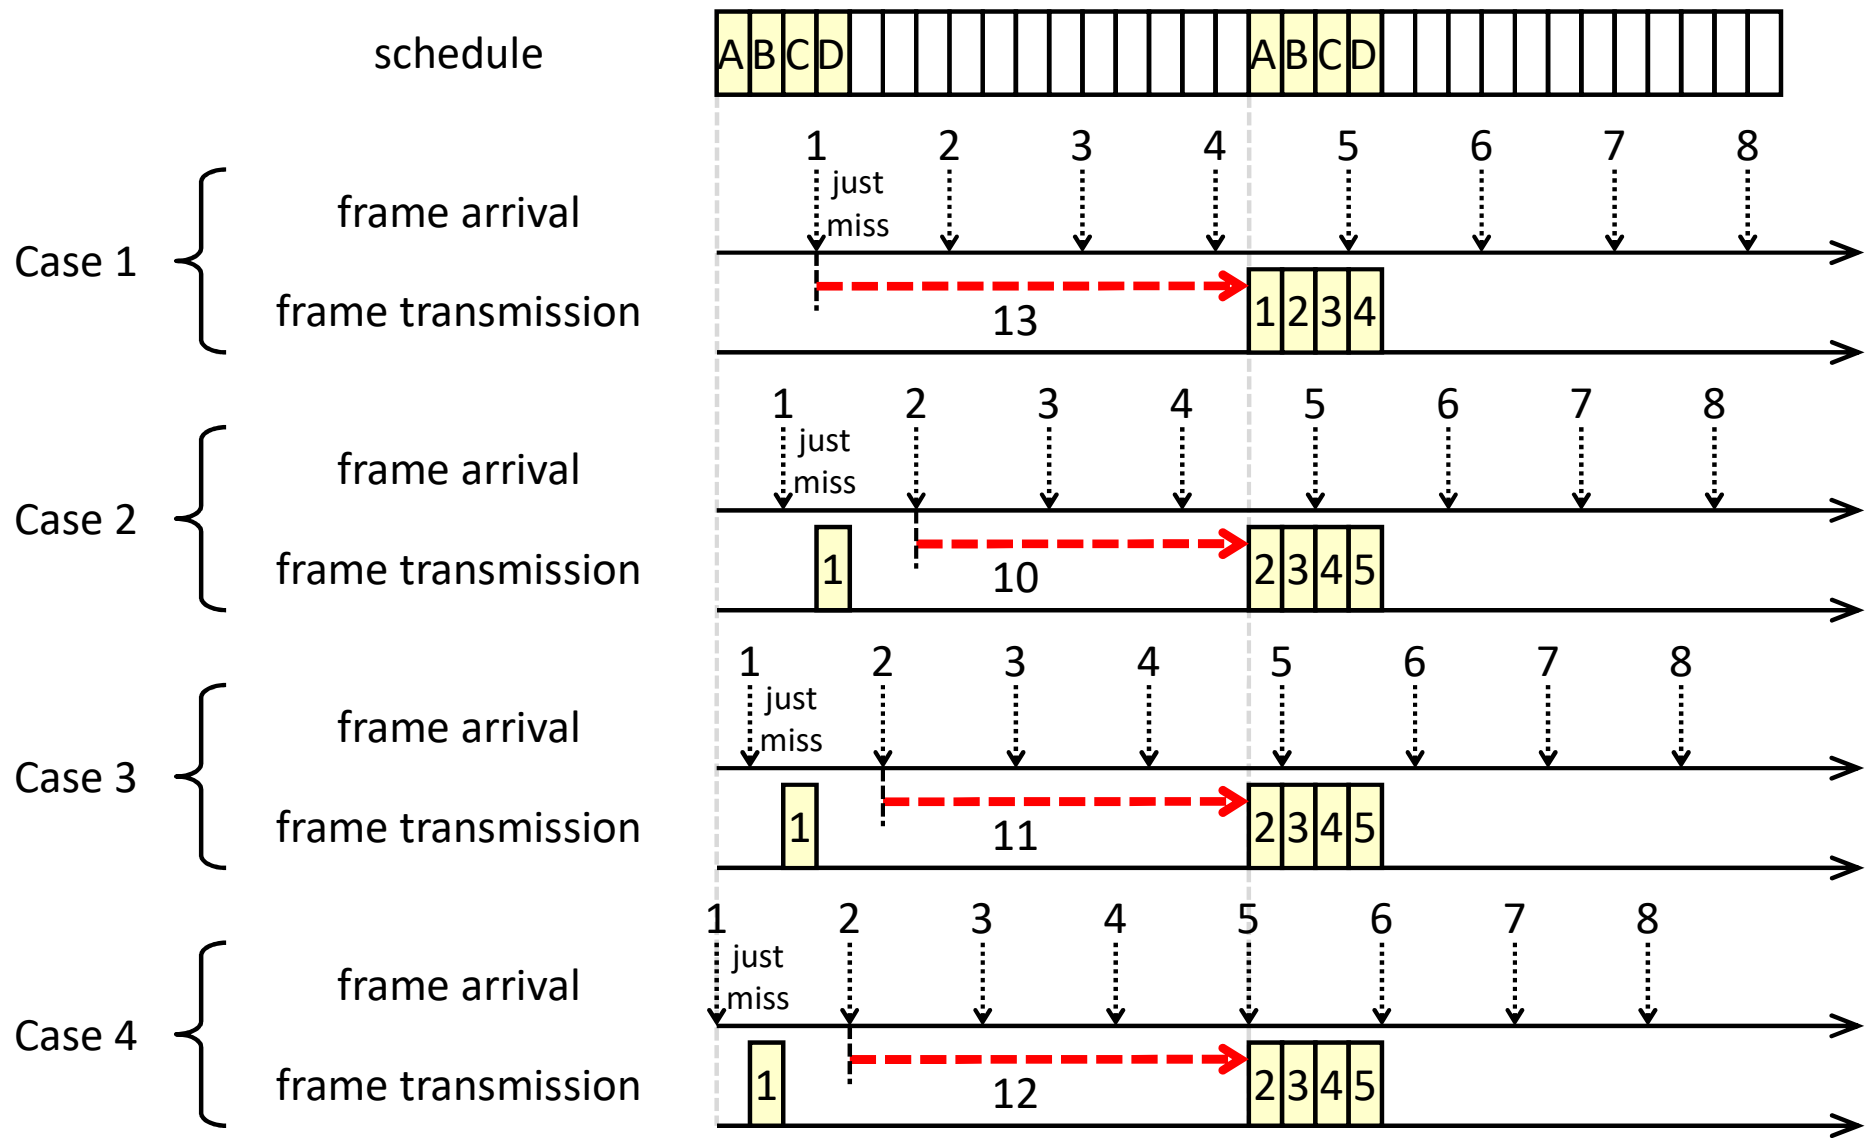 schedule
A B C D A B C D
1 2 3 4 5 6 7 8
just
miss
frame arrival
Case 1
frame transmission
13
1 2 3 4
1 2 3 4 5 6 7 8
just
miss
frame arrival
Case 2
frame transmission
1
10
2 3 4 5
1 2 3 4 5 6 7 8
just
miss
frame arrival
Case 3
frame transmission
1
11
2 3 4 5
1 2 3 4 5 6 7 8
just
miss
frame arrival
Case 4
frame transmission
1
12
2 3 4 5